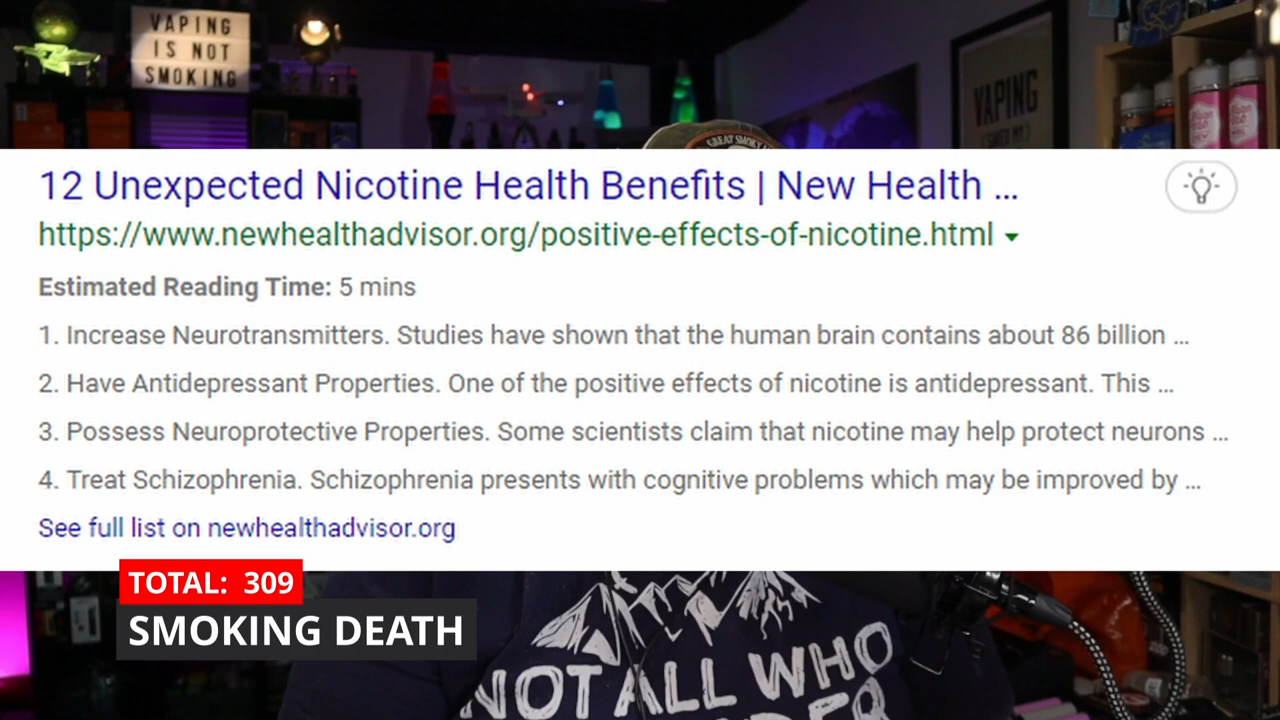 VAPING
IS NOT
SMOKING
VAPING
GREAT SMOKY
12 Unexpected Nicotine Health Benefits | New Health ...
https://www.newhealthadvisor.org/positive-effects-of-nicotine.html
Estimated Reading Time: 5 mins
1. Increase Neurotransmitters. Studies have shown that the human brain contains about 86 billion ...
2. Have Antidepressant Properties. One of the positive effects of nicotine is antidepressant. This ...
3. Possess Neuroprotective Properties. Some scientists claim that nicotine may help protect neurons ...
4. Treat Schizophrenia. Schizophrenia presents with cognitive problems which may be improved by ...
See full list on newhealthadvisor.org
TOTAL: 309
SMOKING DEATH
NOT ALL WHO